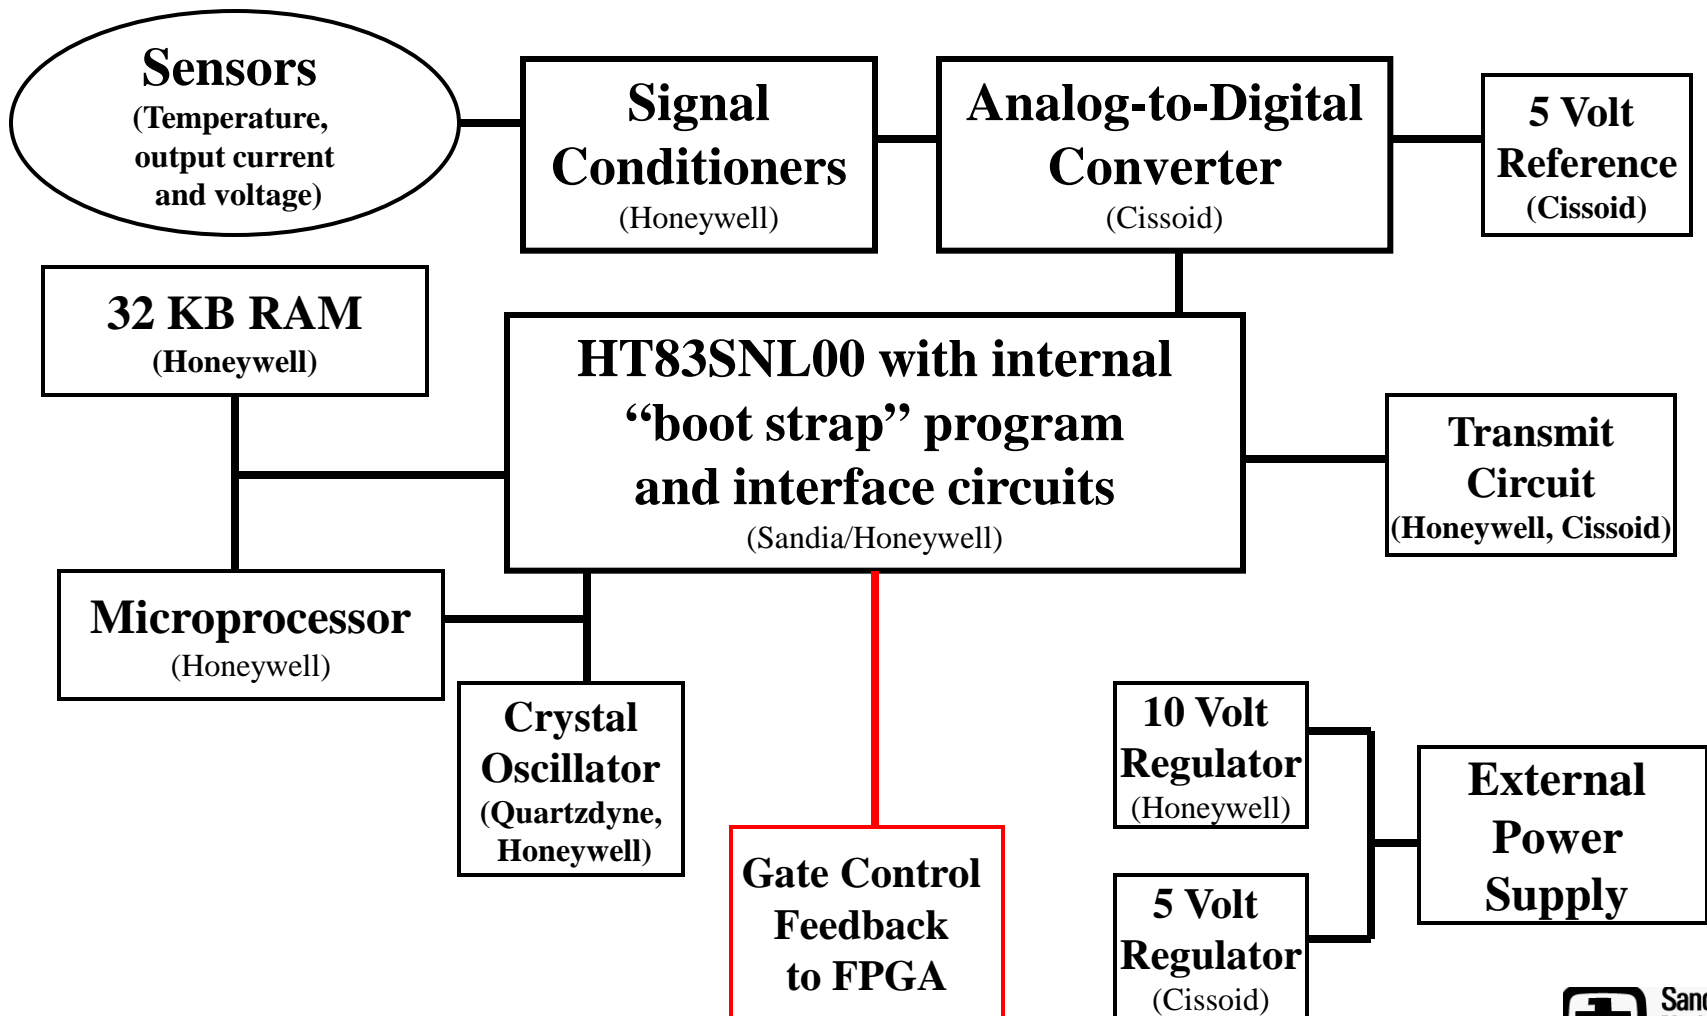 Sensors
(Temperature,
output current
and voltage)
Signal
Conditioners
(Honeywell)
Analog-to-Digital
Converter
(Cissoid)
5 Volt
Reference
(Cissoid)
32 KB RAM
(Honeywell)
HT83SNL00 with internal
“boot strap” program
and interface circuits
(Sandia/Honeywell)
Transmit
Circuit
(Honeywell, Cissoid)
Microprocessor
(Honeywell)
Crystal
Oscillator
(Quartzdyne,
Honeywell)
Gate Control
Feedback
to FPGA
10 Volt
Regulator
(Honeywell)
5 Volt
Regulator
(Cissoid)
External
Power
Supply